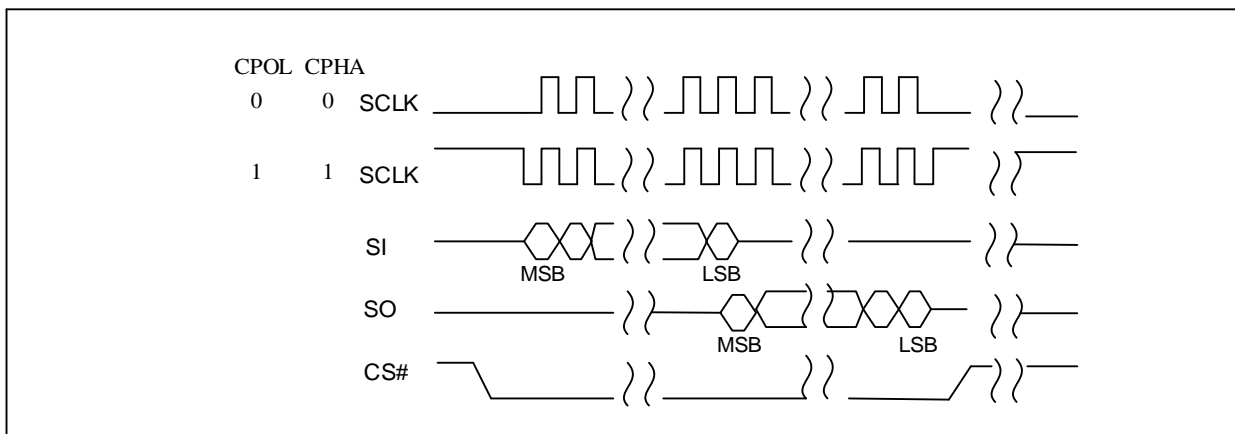 CPOL CPHA
0 0 SCLK
1 1 SCLK
SI
MSB LSB
SO
MSB LSB
CS#